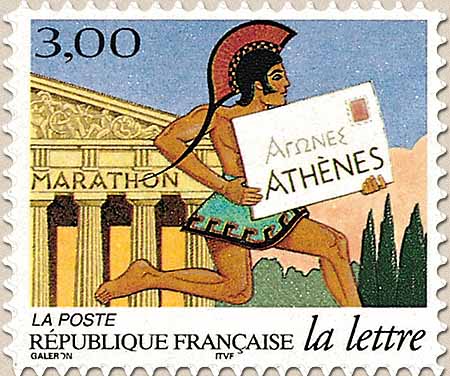 3,00
MARATHON
Αγωνες
ATHÈNES
LA POSTE
RÉPUBLIQUE FRANÇAISE la lettre
GALERON ITVF